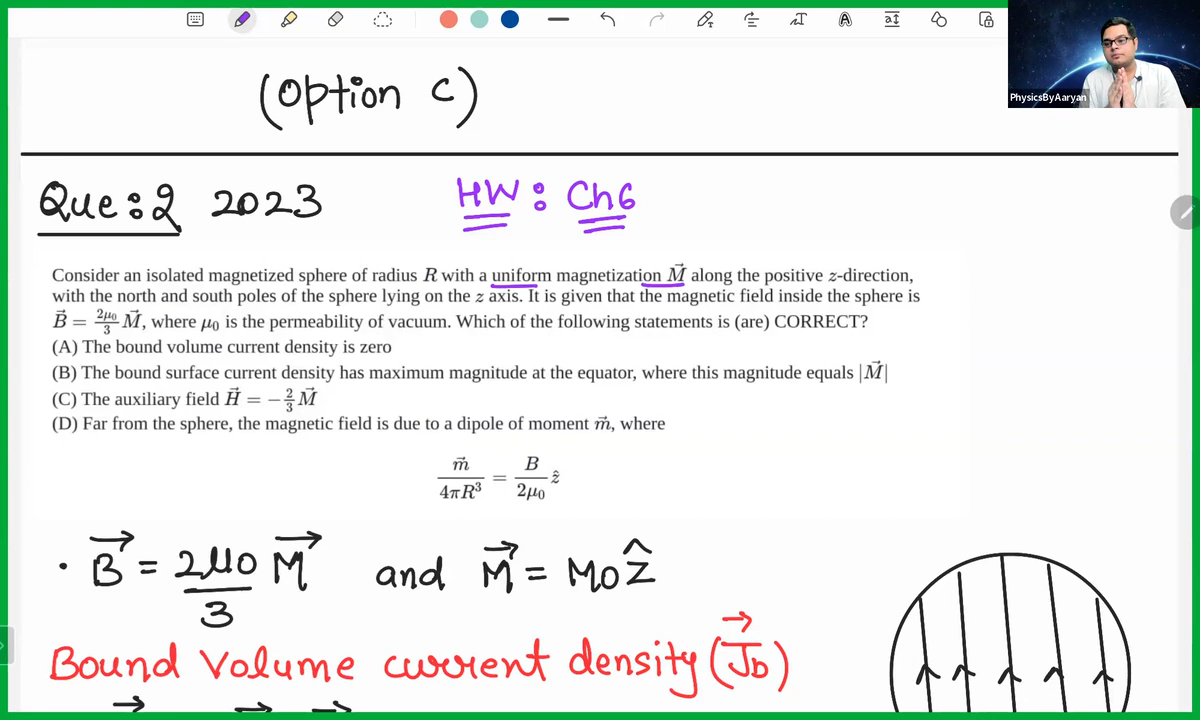 (Option C)
PhysicsByAaryan
Que:2 2023 HW: Ch6
Consider an isolated magnetized sphere of radius R with a uniform magnetization M⃗ along the positive z-direction,
with the north and south poles of the sphere lying on the z axis. It is given that the magnetic field inside the sphere is
B⃗ = 2μ₀/3 M⃗, where μ₀ is the permeability of vacuum. Which of the following statements is (are) CORRECT?
(A) The bound volume current density is zero
(B) The bound surface current density has maximum magnitude at the equator, where this magnitude equals |M⃗|
(C) The auxiliary field H⃗ = −2/3 M⃗
(D) Far from the sphere, the magnetic field is due to a dipole of moment m⃗, where
m⃗/4πR³ = B/2μ₀ ẑ
· B⃗ = 2μ₀/3 M⃗ and M⃗ = M₀ẑ
Bound Volume current density (J⃗b)